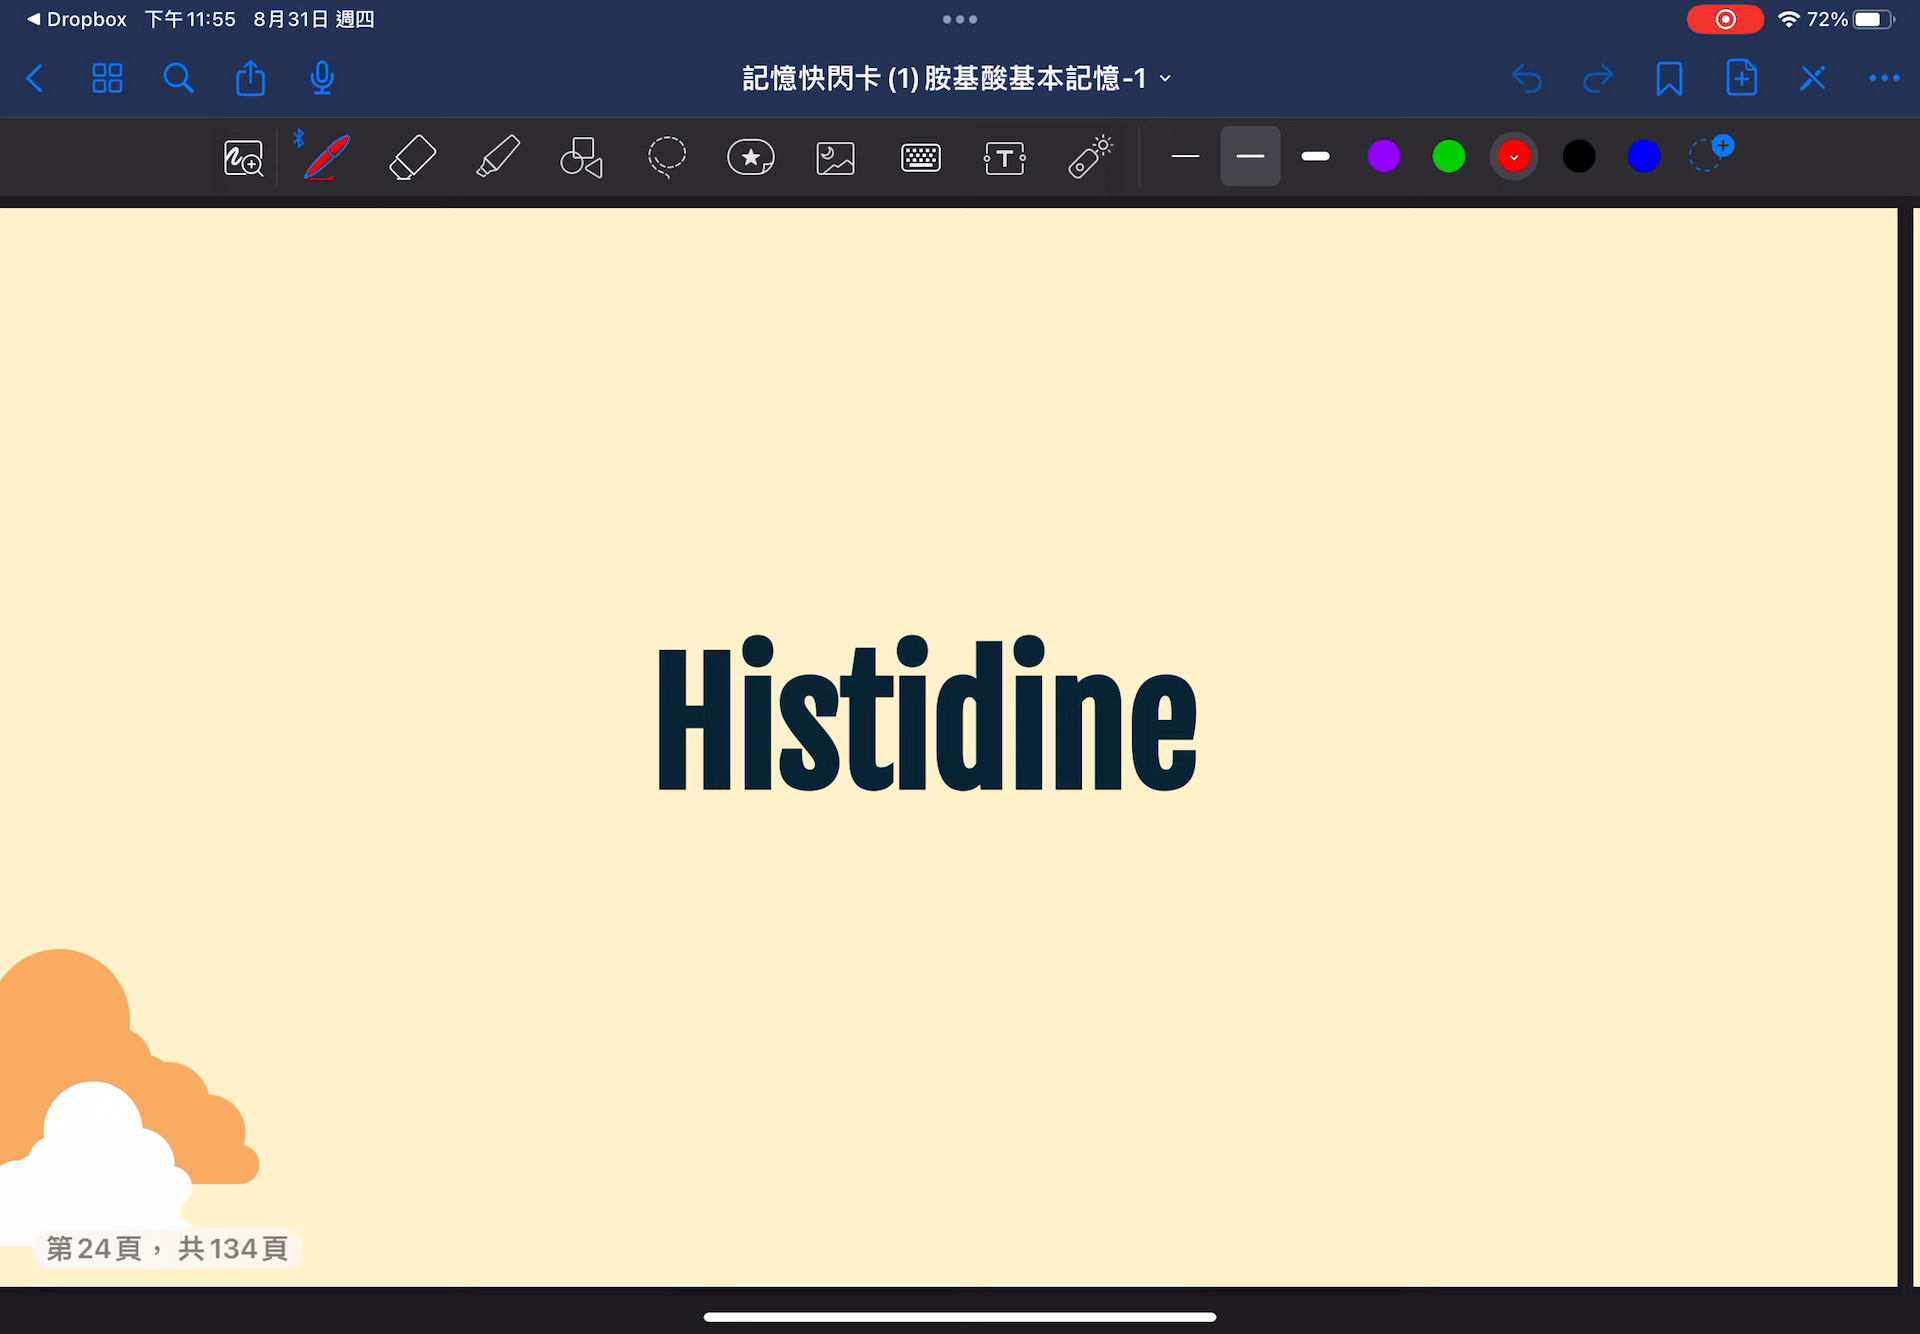 ◀ Dropbox 下午11:55 8月31日 週四
72%
記憶快閃卡 (1) 胺基酸基本記憶-1
Histidine
第24頁，共134頁